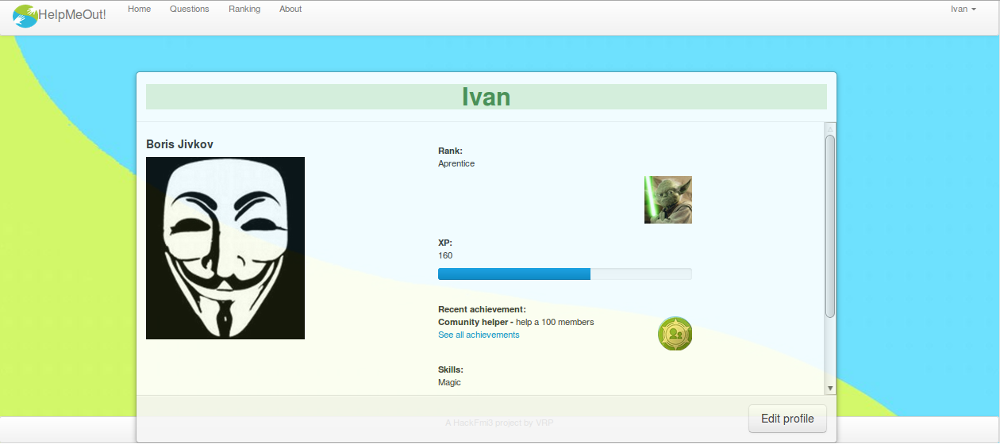 HelpMeOut! Home Questions Ranking About Ivan
Ivan
Boris Jivkov
Rank:
Aprentice
XP:
160
Recent achievement:
Comunity helper - help a 100 members
See all achievements
Skills:
Magic
A HackFmi3 project by VRP
Edit profile